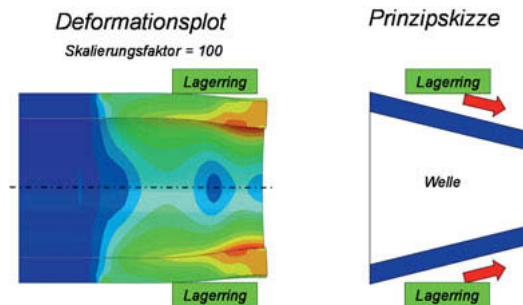 Deformationsplot
Skalierungsfaktor = 100
Lagerring
Lagerring
Prinzipskizze
Lagerring
Welle
Lagerring